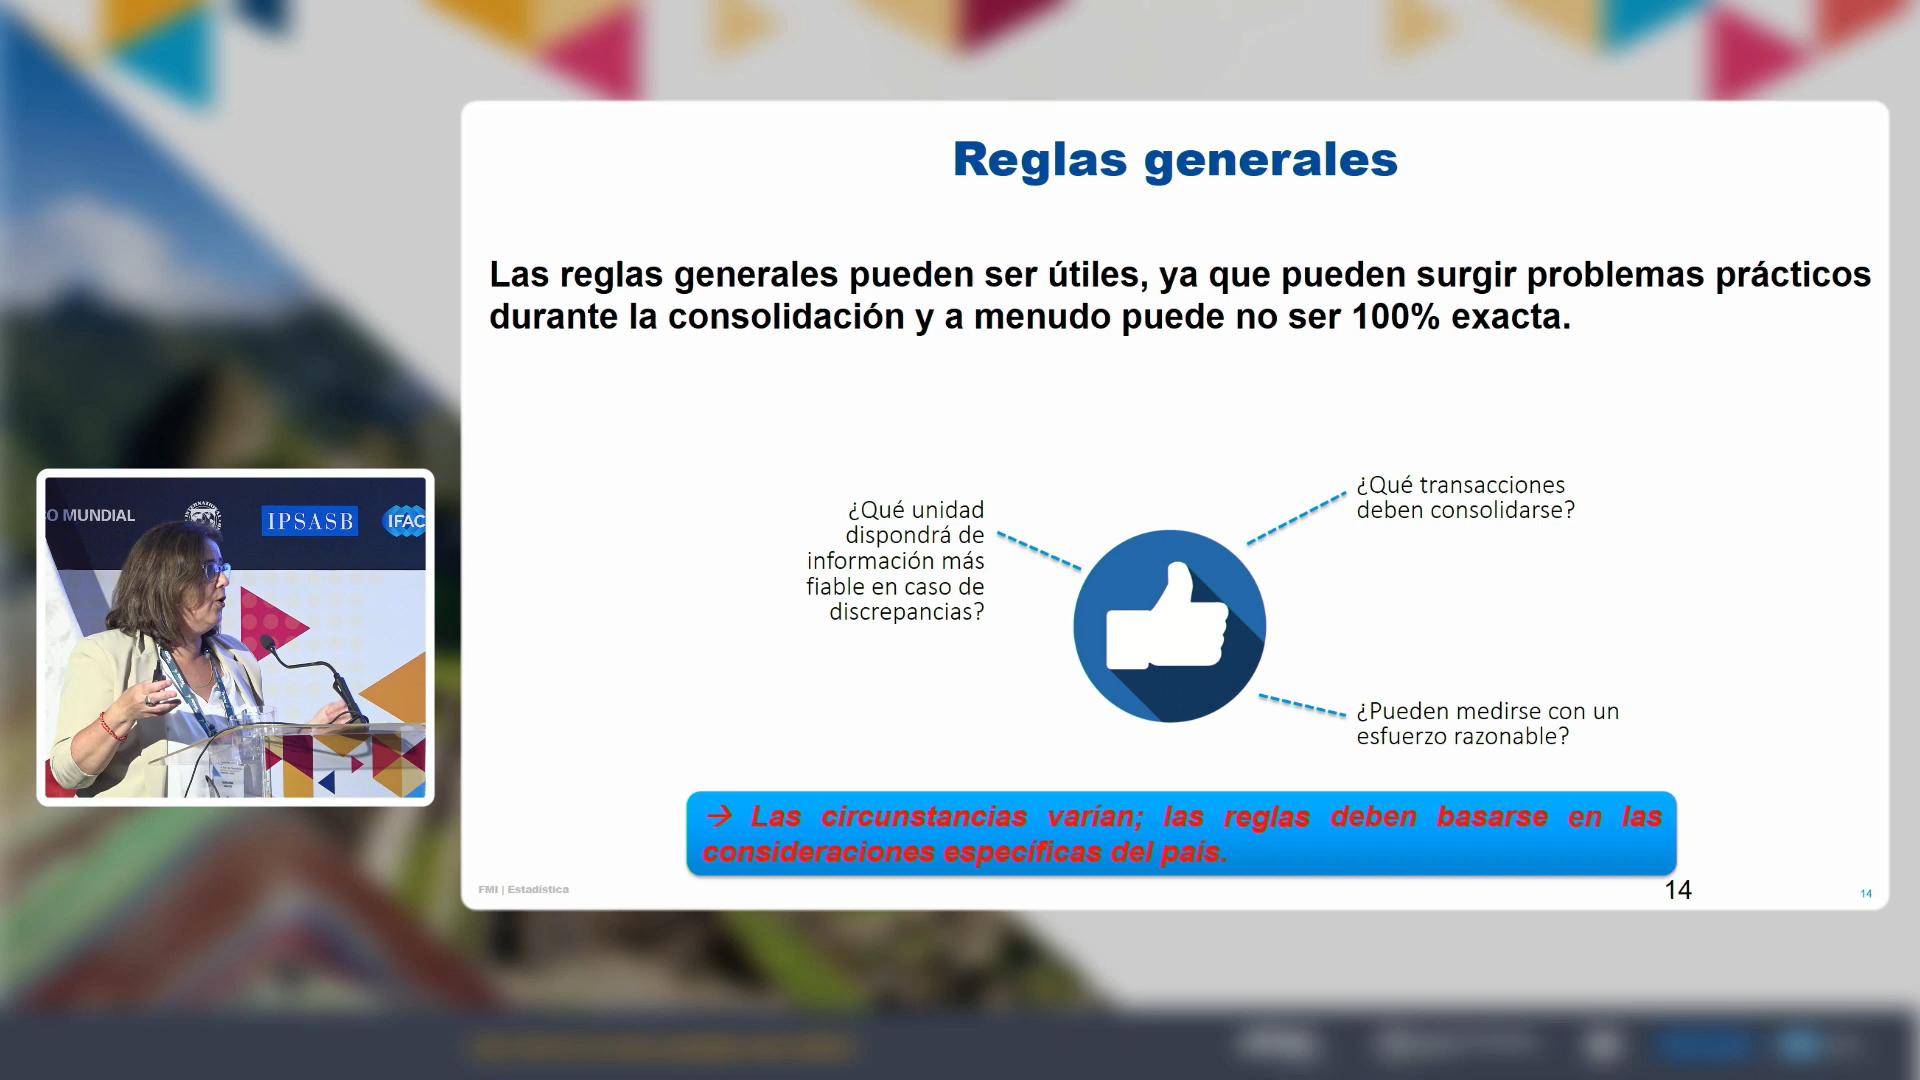 Reglas generales
Las reglas generales pueden ser útiles, ya que pueden surgir problemas prácticos
durante la consolidación y a menudo puede no ser 100% exacta.
¿Qué unidad
dispondrá de
información más
fiable en caso de
discrepancias?
¿Qué transacciones
deben consolidarse?
¿Pueden medirse con un
esfuerzo razonable?
→ Las circunstancias varían; las reglas deben basarse en las
consideraciones específicas del país.
FMI | Estadística
14
14
O MUNDIAL
IPSASB
IFAC